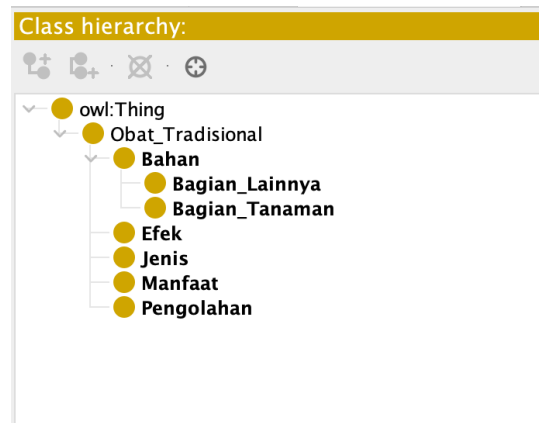 Class hierarchy:
owl:Thing
Obat_Tradisional
Bahan
Bagian_Lainnya
Bagian_Tanaman
Efek
Jenis
Manfaat
Pengolahan